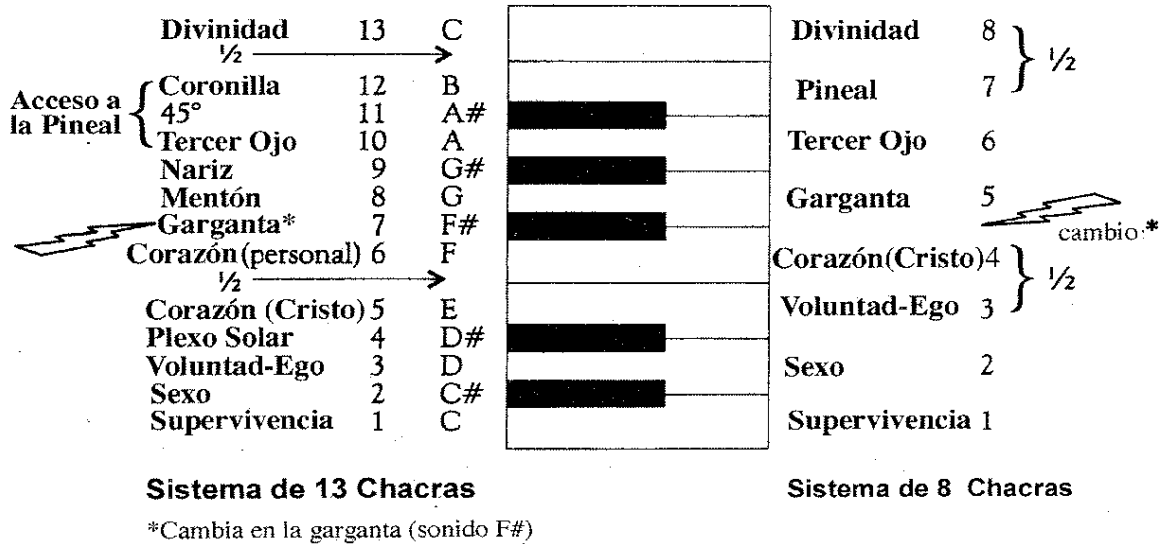 Divinidad 13 C Divinidad 8
½ ½
Coronilla 12 B Pineal 7
Acceso a la Pineal
45° 11 A#
Tercer Ojo 10 A Tercer Ojo 6
Nariz 9 G#
Mentón 8 G Garganta 5
Garganta* 7 F# cambio *
Corazón (personal) 6 F Corazón (Cristo) 4
½ ½
Corazón (Cristo) 5 E Voluntad-Ego 3
Plexo Solar 4 D#
Voluntad-Ego 3 D Sexo 2
Sexo 2 C#
Supervivencia 1 C Supervivencia 1
Sistema de 13 Chacras Sistema de 8 Chacras
*Cambia en la garganta (sonido F#)